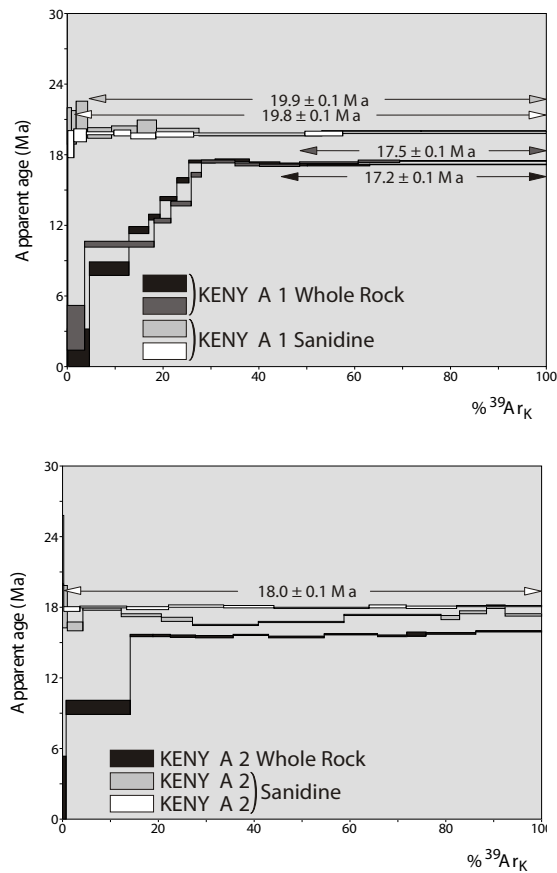 30
24
18
12
6
0
Apparent age (Ma)
19.9 ± 0.1 Ma
19.8 ± 0.1 Ma
17.5 ± 0.1 Ma
17.2 ± 0.1 Ma
KENY A 1 Whole Rock
KENY A 1 Sanidine
0 20 40 60 80 100
% 39ArK
30
24
18
12
6
0
Apparent age (Ma)
18.0 ± 0.1 Ma
KENY A 2 Whole Rock
KENY A 2
KENY A 2
Sanidine
0 20 40 60 80 100
% 39ArK